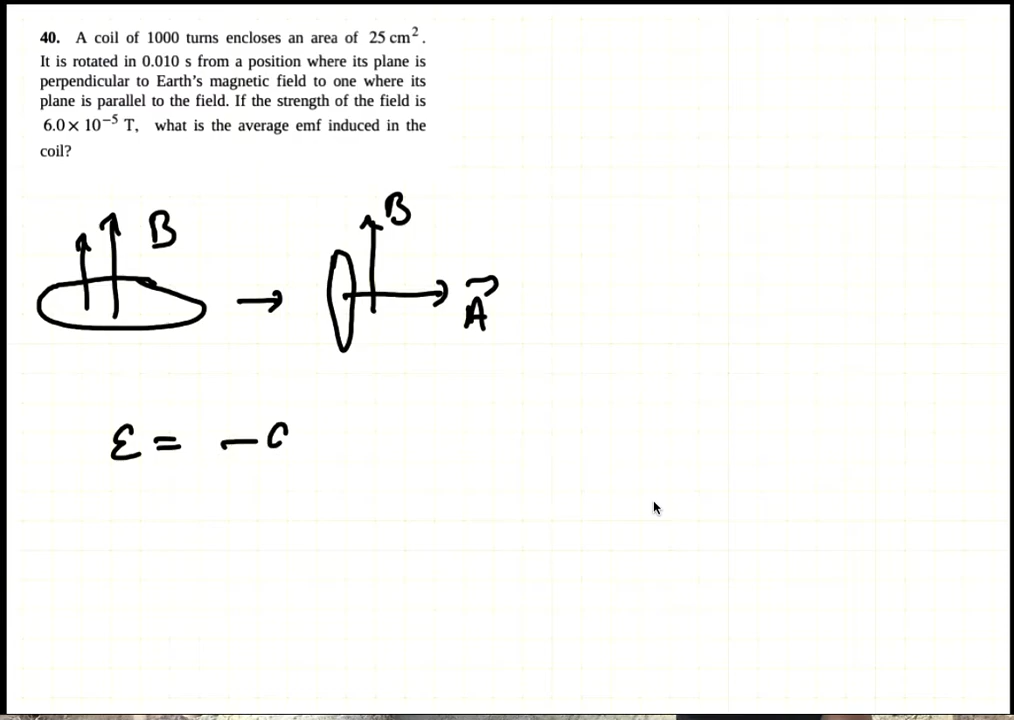 40. A coil of 1000 turns encloses an area of 25 cm².
It is rotated in 0.010 s from a position where its plane is
perpendicular to Earth's magnetic field to one where its
plane is parallel to the field. If the strength of the field is
6.0 × 10⁻⁵ T, what is the average emf induced in the
coil?
B → B
A⃗
ε = –